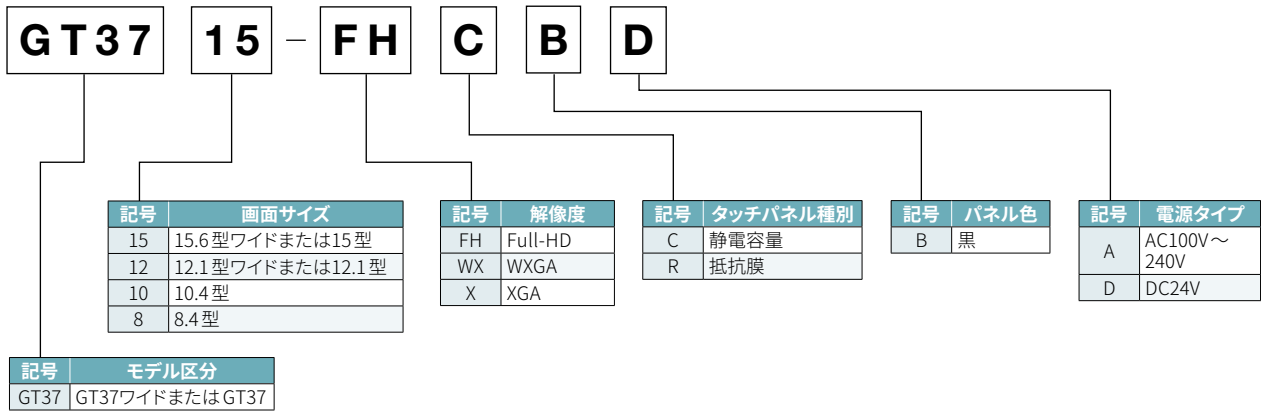 GT37 15 - FH C B D
記号 画面サイズ
15 15.6型ワイドまたは15型
12 12.1型ワイドまたは12.1型
10 10.4型
8 8.4型
記号 解像度
FH Full-HD
WX WXGA
X XGA
記号 タッチパネル種別
C 静電容量
R 抵抗膜
記号 パネル色
B 黒
記号 電源タイプ
A AC100V～
240V
D DC24V
記号 モデル区分
GT37 GT37ワイドまたはGT37